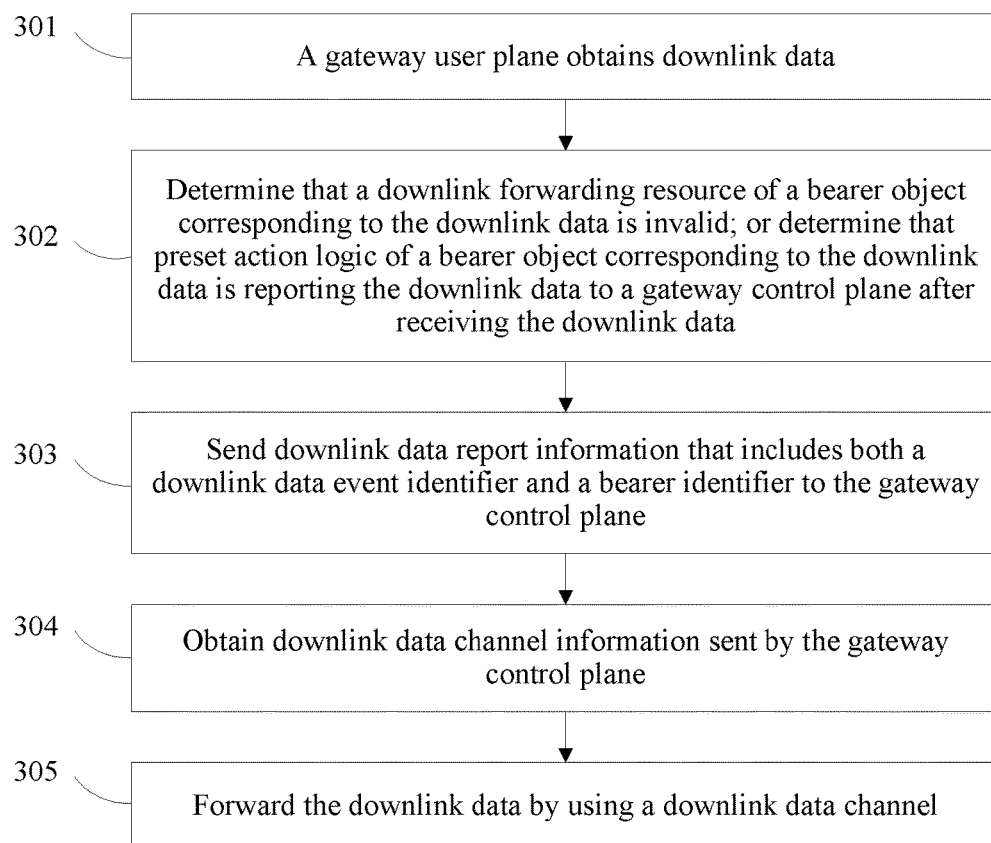 301
A gateway user plane obtains downlink data
302
Determine that a downlink forwarding resource of a bearer object
corresponding to the downlink data is invalid; or determine that
preset action logic of a bearer object corresponding to the downlink
data is reporting the downlink data to a gateway control plane after
receiving the downlink data
303
Send downlink data report information that includes both a
downlink data event identifier and a bearer identifier to the gateway
control plane
304
Obtain downlink data channel information sent by the gateway
control plane
305
Forward the downlink data by using a downlink data channel